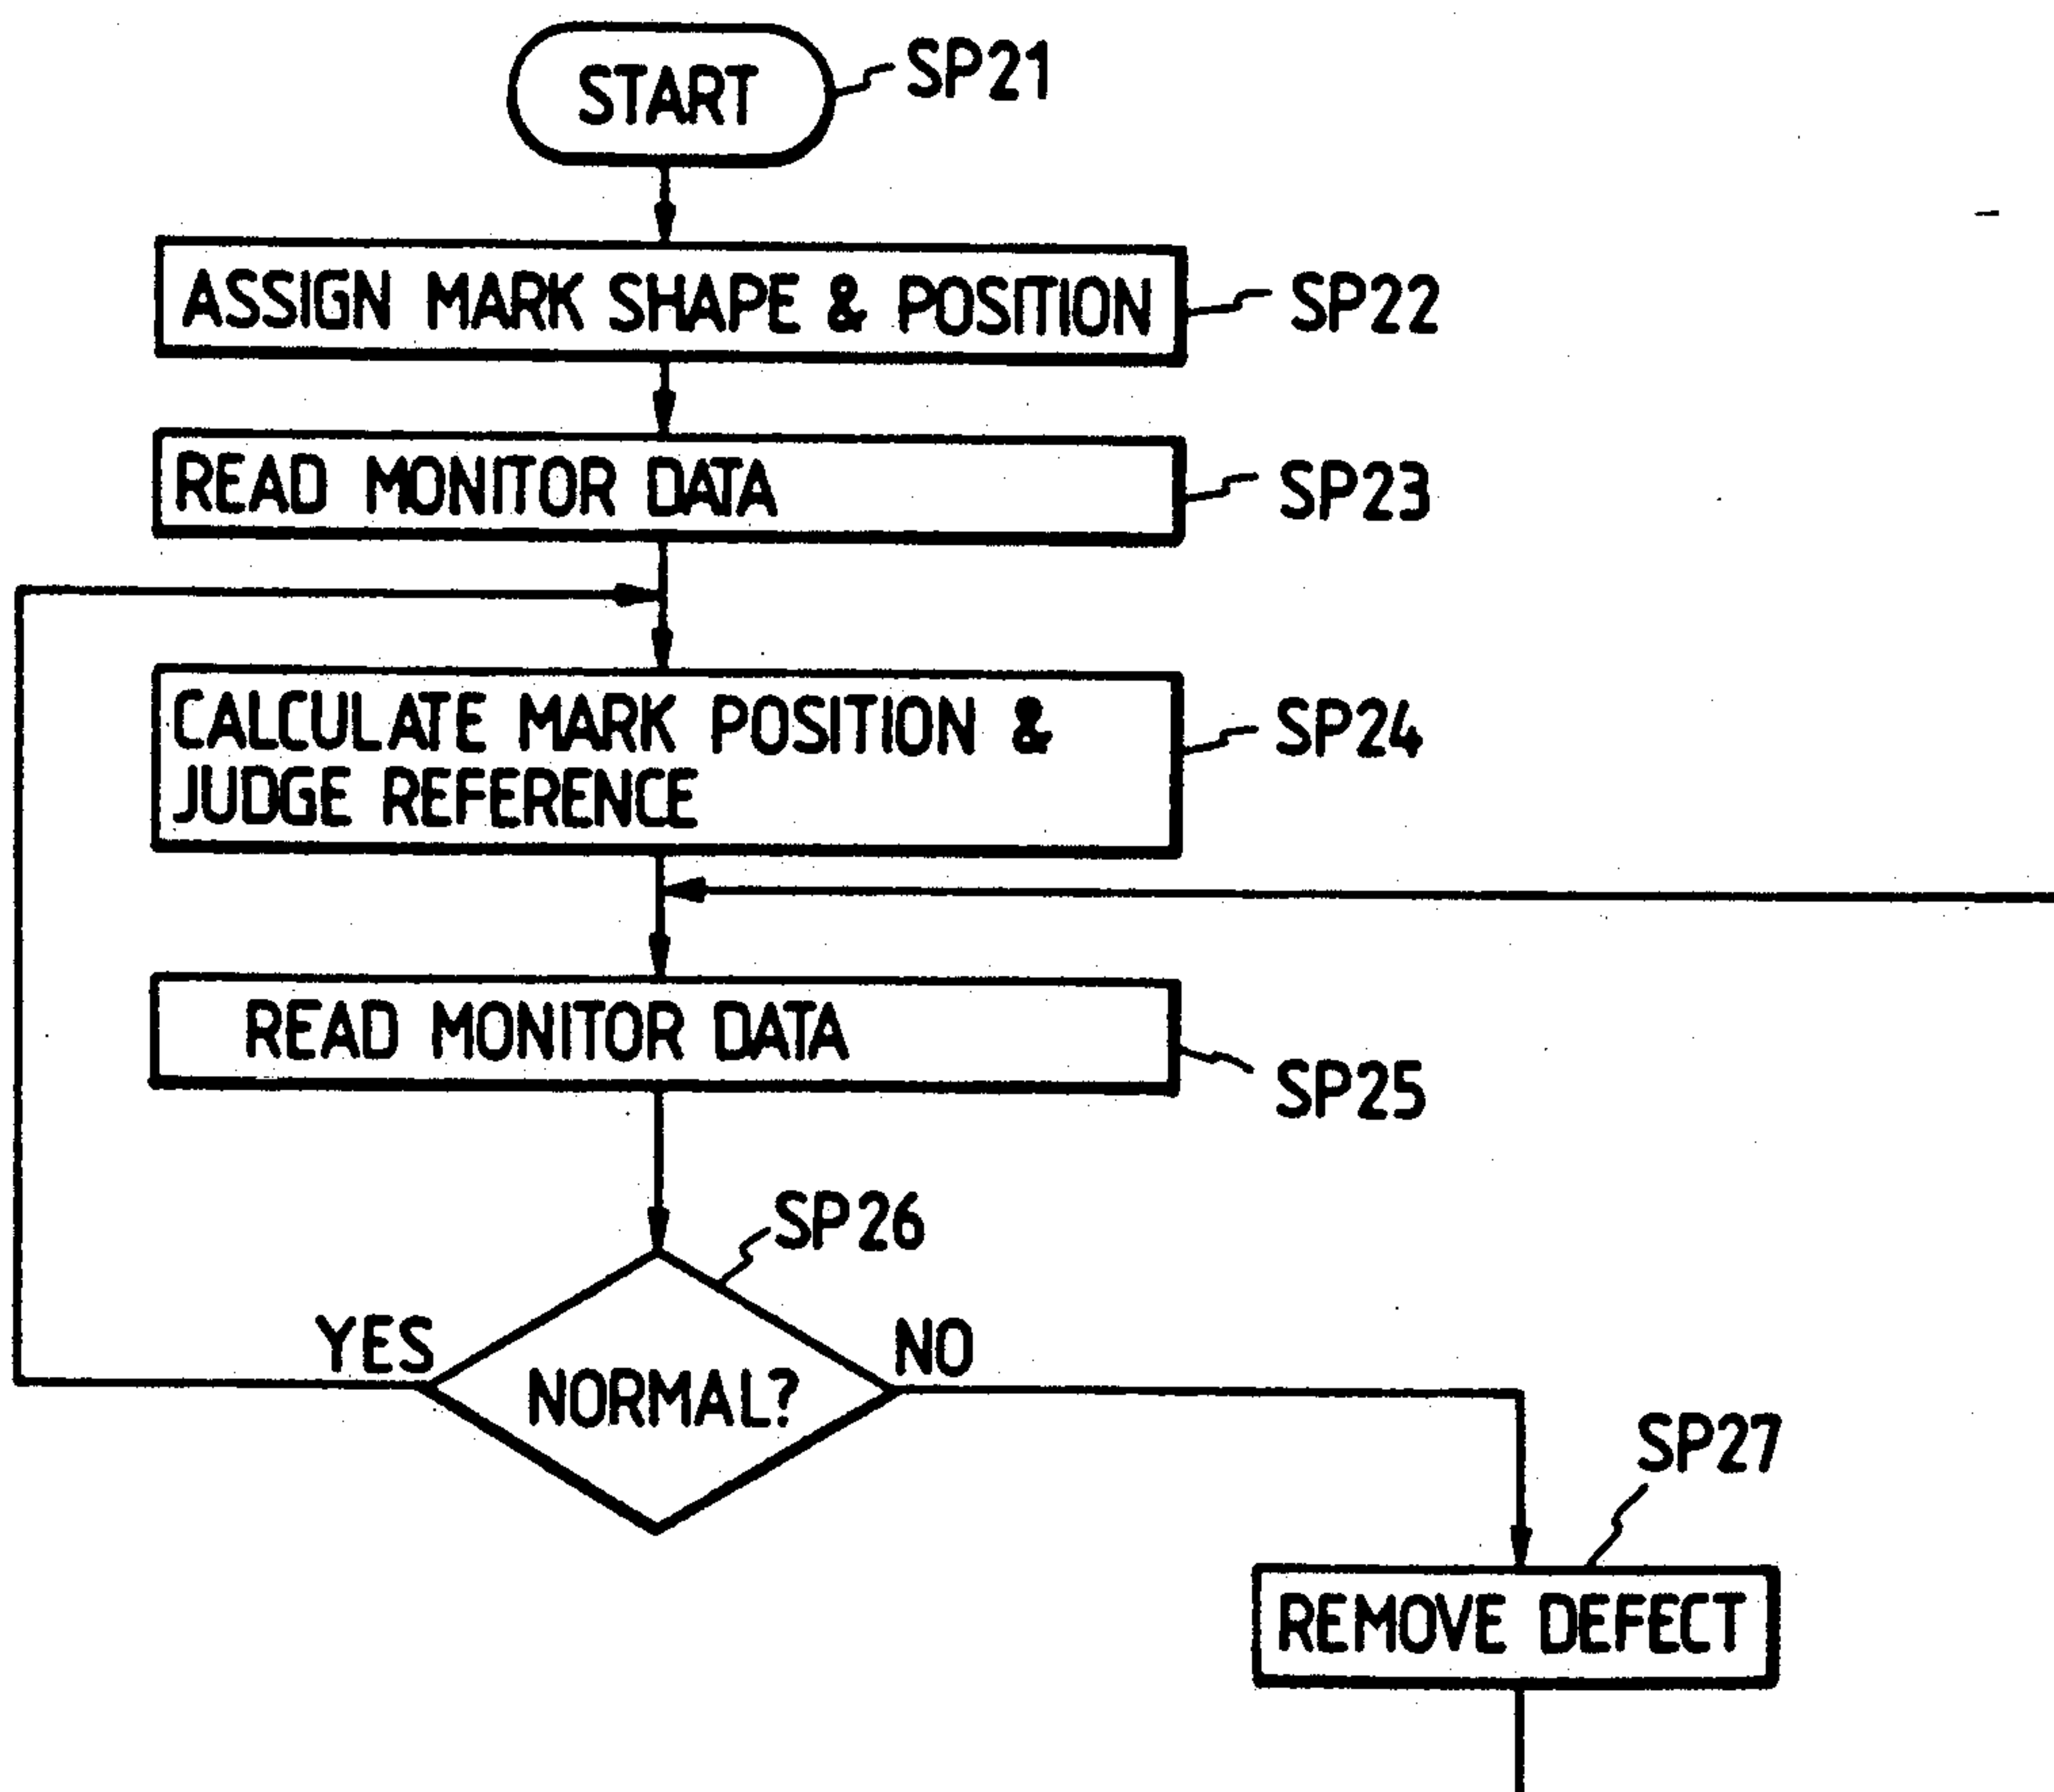 START
SP21
ASSIGN MARK SHAPE & POSITION
SP22
READ MONITOR DATA
SP23
CALCULATE MARK POSITION &
JUDGE REFERENCE
SP24
READ MONITOR DATA
SP25
SP26
YES
NO
NORMAL?
SP27
REMOVE DEFECT